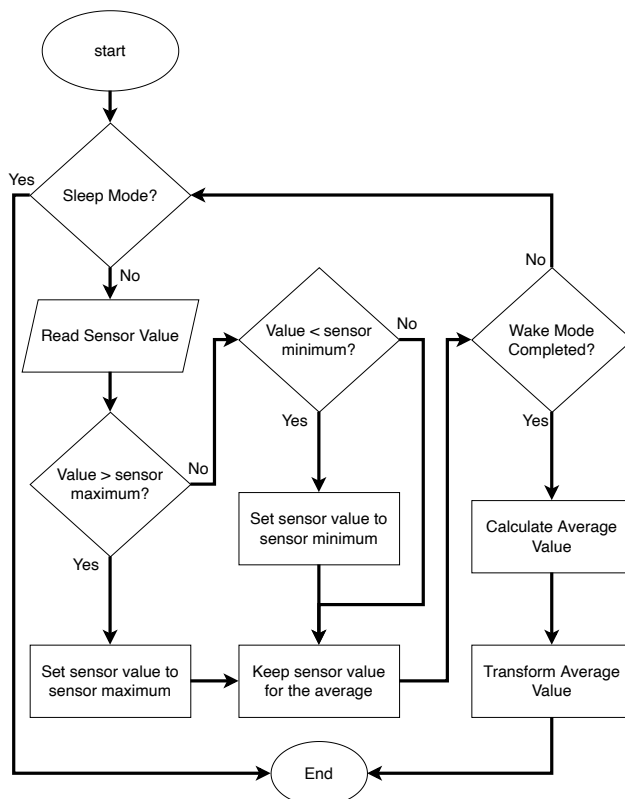 start
Yes
Sleep Mode?
No
No
Read Sensor Value
Value < sensor
minimum?
No
Wake Mode
Completed?
Yes
Yes
Value > sensor
maximum?
No
Set sensor value to
sensor minimum
Calculate Average
Value
Yes
Set sensor value to
sensor maximum
Keep sensor value
for the average
Transform Average
Value
End